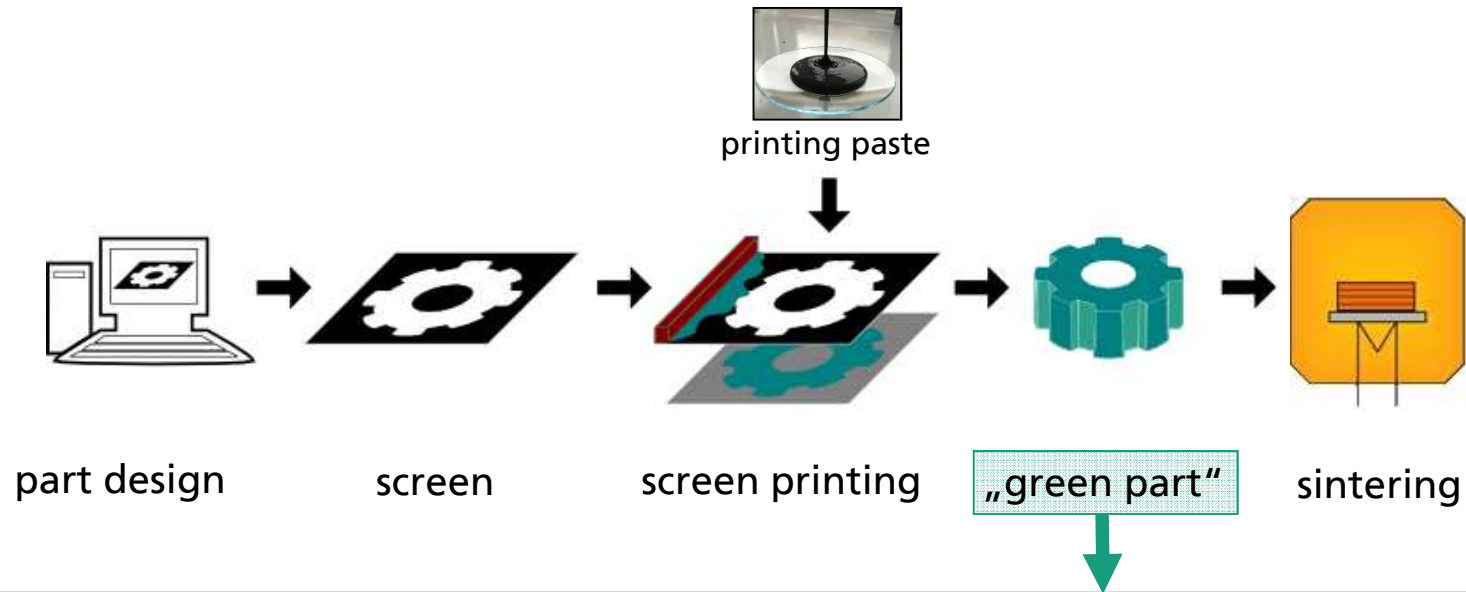 printing paste
part design
screen
screen printing
„green part“
sintering